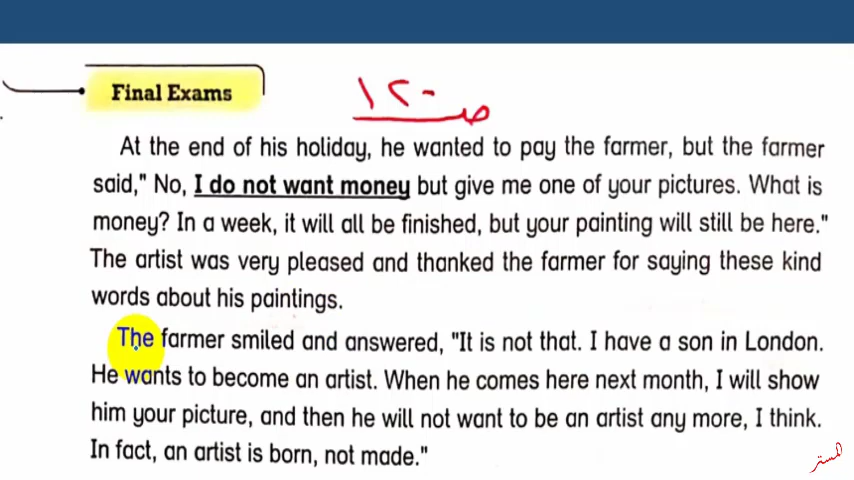 Final Exams
ص ١٢٠
At the end of his holiday, he wanted to pay the farmer, but the farmer
said," No, I do not want money but give me one of your pictures. What is
money? In a week, it will all be finished, but your painting will still be here."
The artist was very pleased and thanked the farmer for saying these kind
words about his paintings.
The farmer smiled and answered, "It is not that. I have a son in London.
He wants to become an artist. When he comes here next month, I will show
him your picture, and then he will not want to be an artist any more, I think.
In fact, an artist is born, not made."
المستر